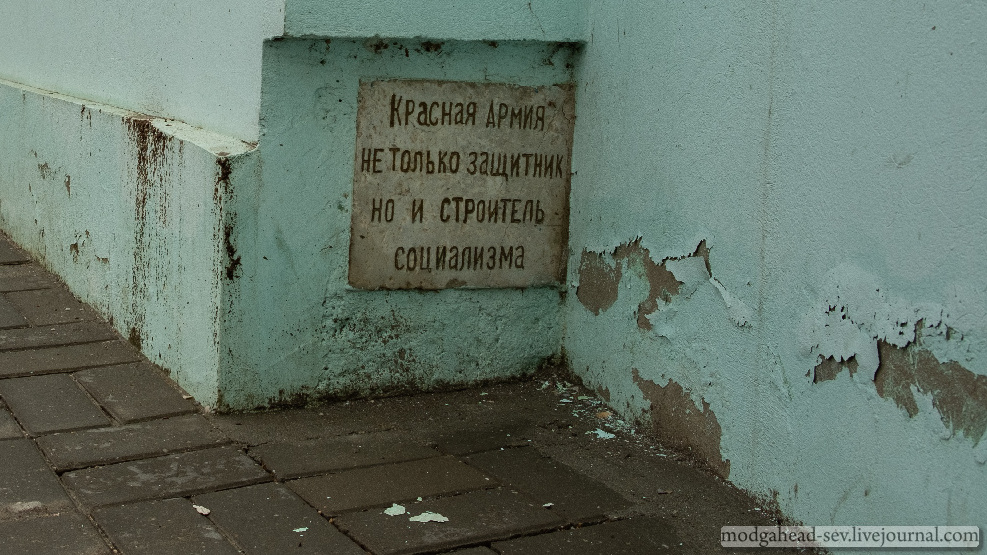 Красная Армия
не только защитник
но и строитель
социализма
modgahead-sev.livejournal.com